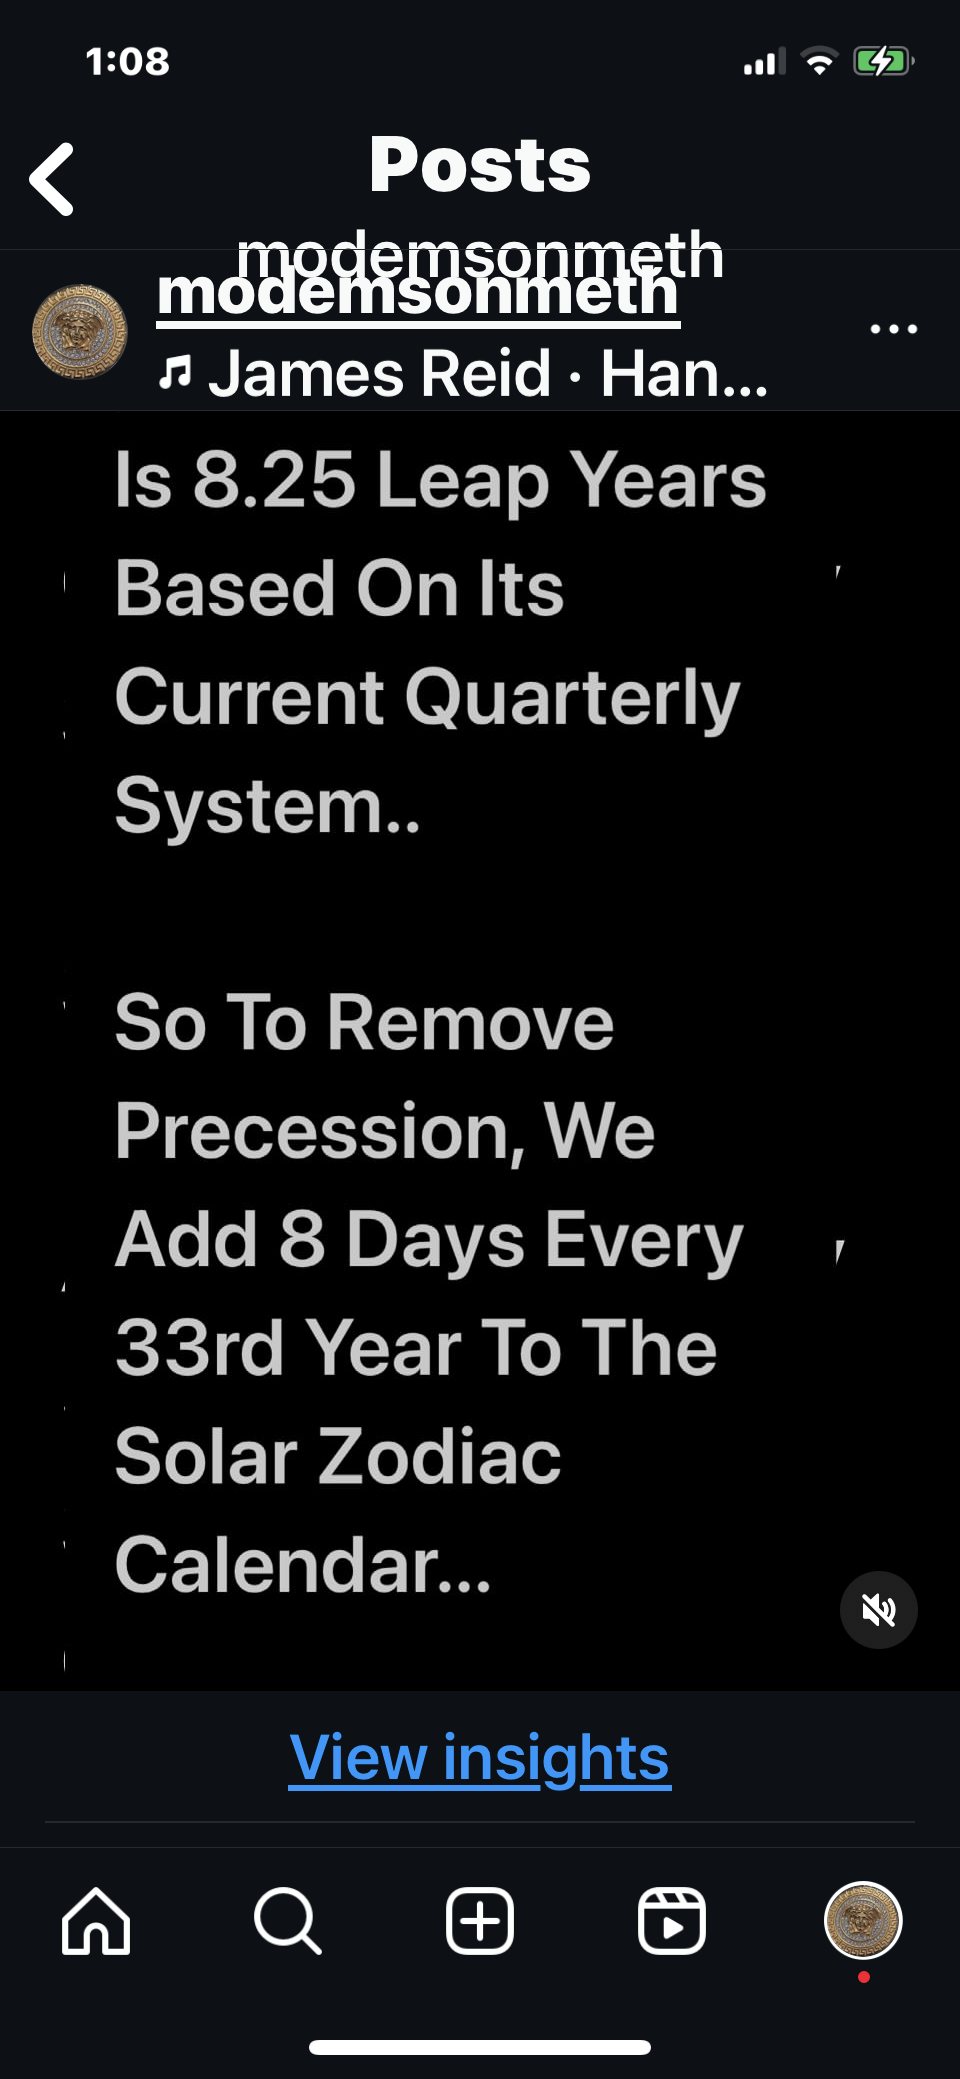 1:08
Posts
modemsonmeth
modemsonmeth
James Reid · Han...
Is 8.25 Leap Years
Based On Its
Current Quarterly
System..
So To Remove
Precession, We
Add 8 Days Every
33rd Year To The
Solar Zodiac
Calendar...
View insights